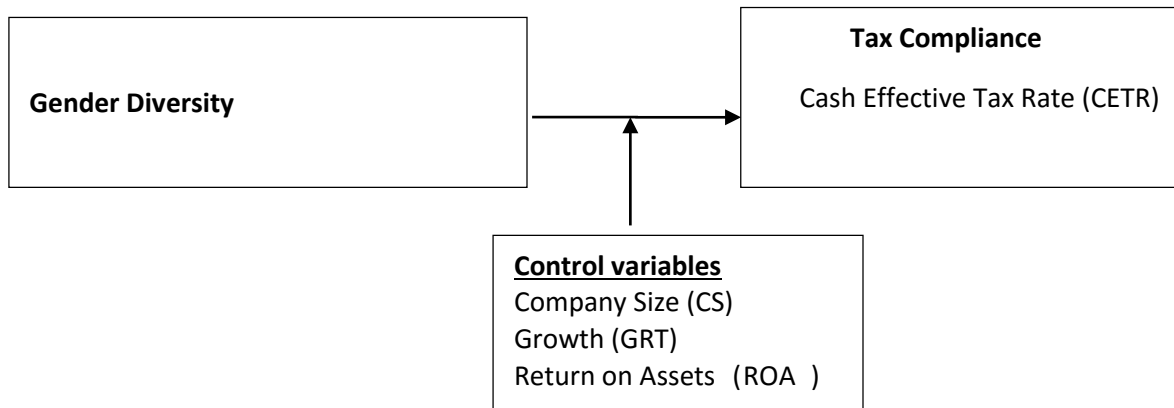 Tax Compliance
Cash Effective Tax Rate (CETR)
Gender Diversity
Control variables
Company Size (CS)
Growth (GRT)
Return on Assets (ROA )